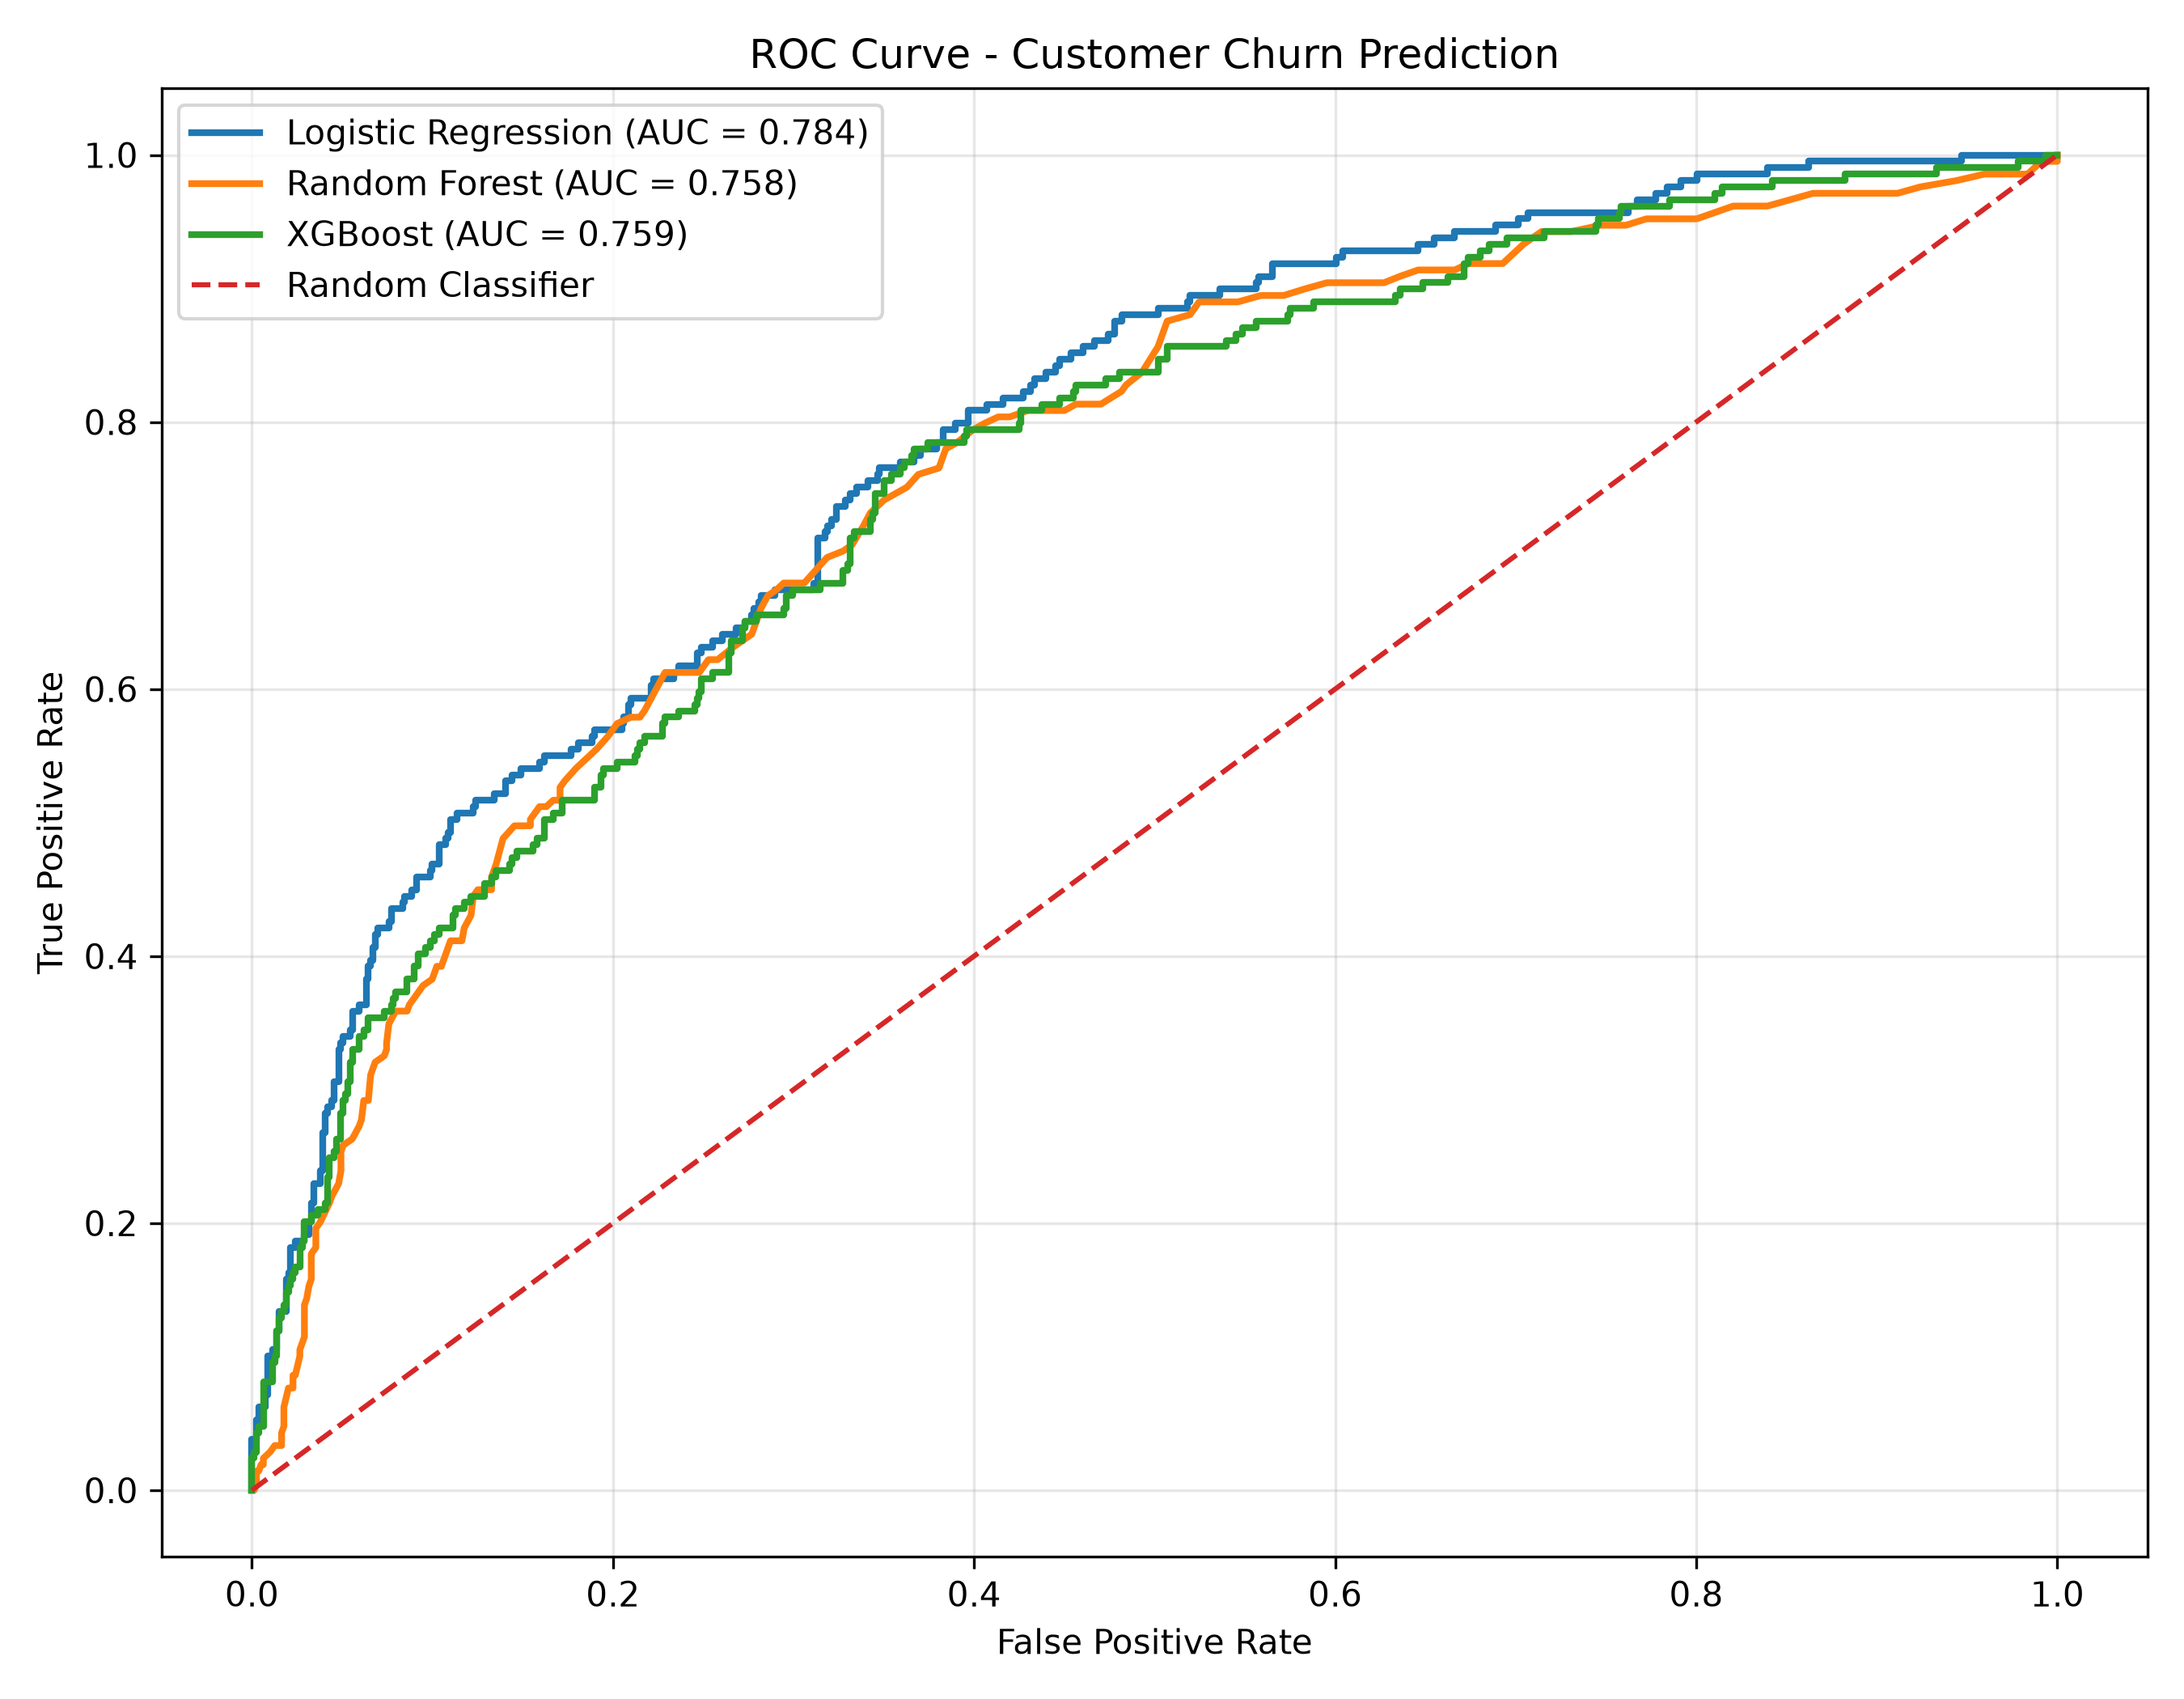 ROC Curve - Customer Churn Prediction
Logistic Regression (AUC = 0.784)
Random Forest (AUC = 0.758)
XGBoost (AUC = 0.759)
Random Classifier
1.0
0.8
0.6
0.4
0.2
0.0
True Positive Rate
0.0 0.2 0.4 0.6 0.8 1.0
False Positive Rate